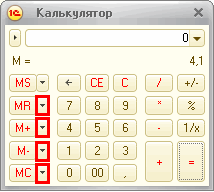 1С Калькулятор
0
M = 4,1
MS ← CE C / +/-
MR 7 8 9 * %
M+ 4 5 6 - 1/x
M- 1 2 3 + =
MC 0 00 ,